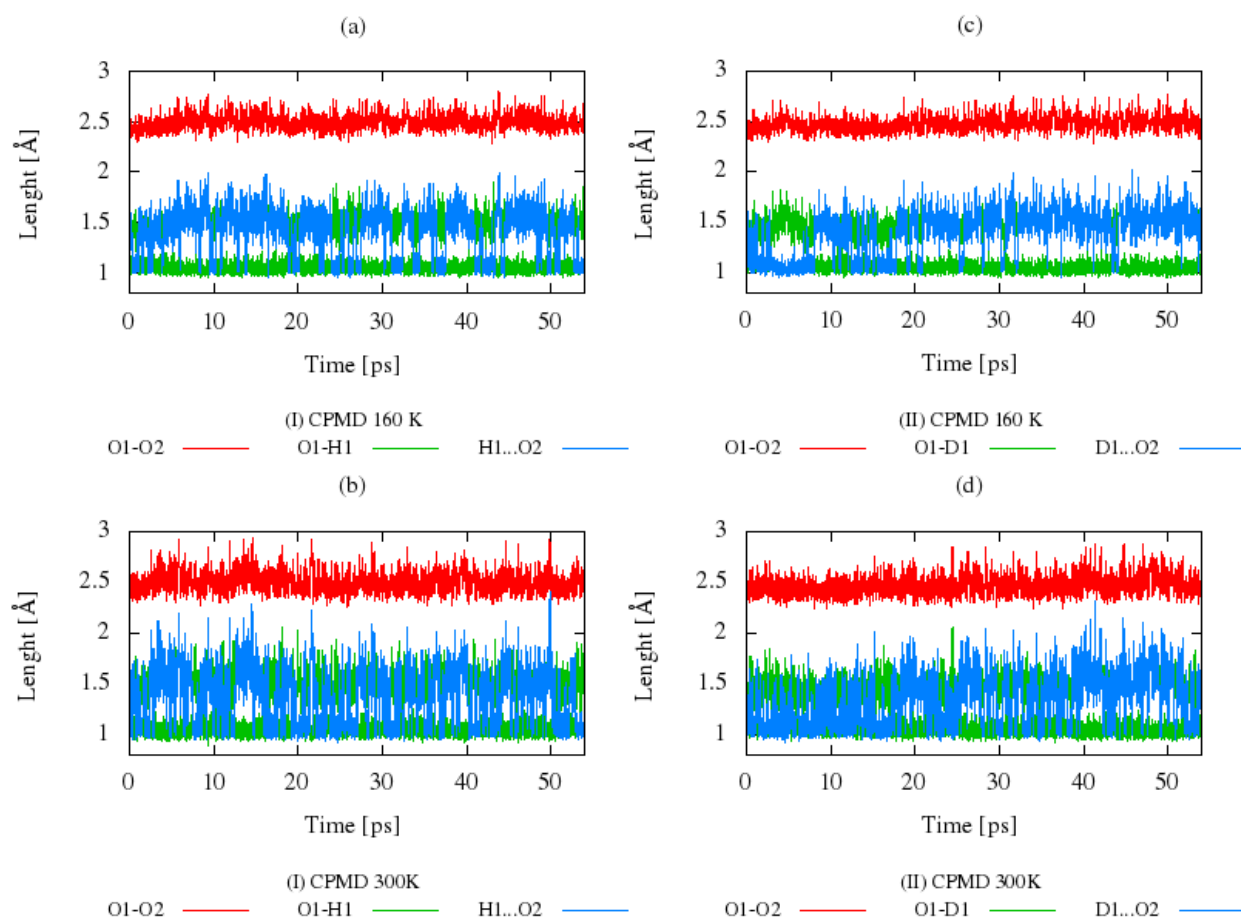 (a)
3
2.5
2
1.5
1
Lenght [Å]
0 10 20 30 40 50
Time [ps]
(I) CPMD 160 K
O1-O2 O1-H1 H1...O2
(c)
3
2.5
2
1.5
1
Lenght [Å]
0 10 20 30 40 50
Time [ps]
(II) CPMD 160 K
O1-O2 O1-D1 D1...O2
(b)
3
2.5
2
1.5
1
Lenght [Å]
0 10 20 30 40 50
Time [ps]
(I) CPMD 300K
O1-O2 O1-H1 H1...O2
(d)
3
2.5
2
1.5
1
Lenght [Å]
0 10 20 30 40 50
Time [ps]
(II) CPMD 300K
O1-O2 O1-D1 D1...O2